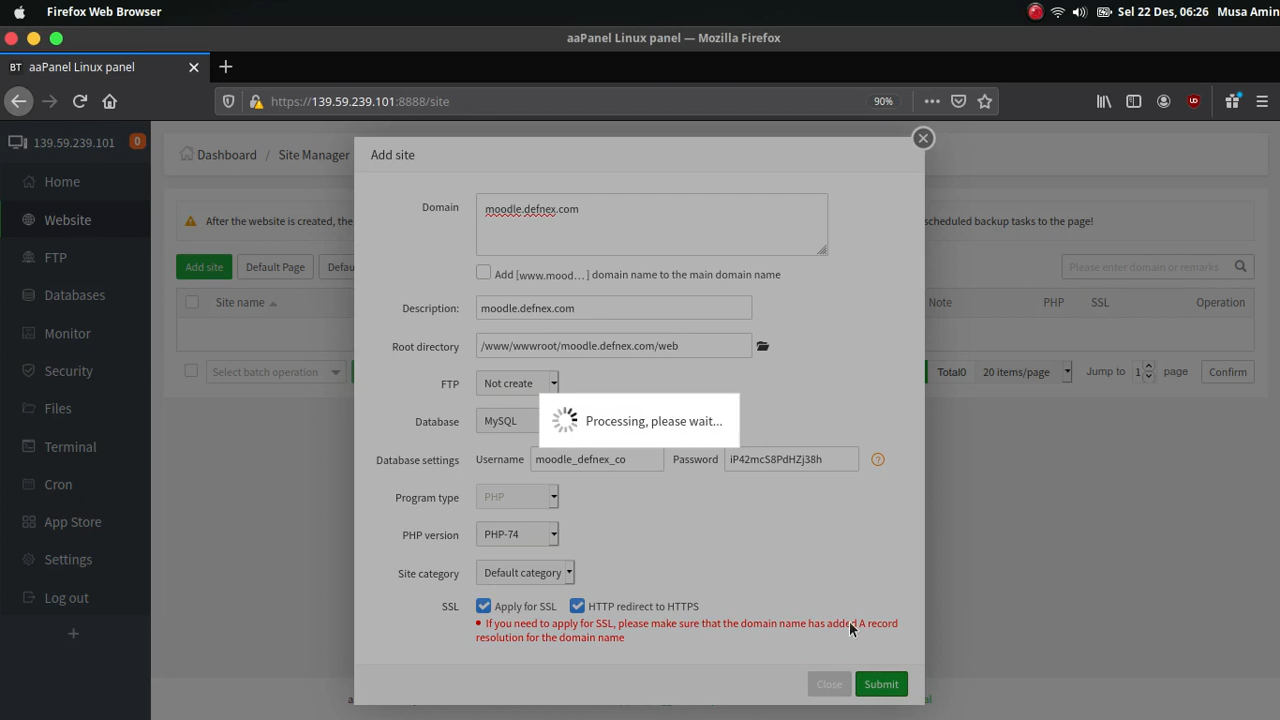 Firefox Web Browser
Sel 22 Des, 06:26 Musa Amin
aaPanel Linux panel — Mozilla Firefox
BT aaPanel Linux panel
https://139.59.239.101:8888/site
90%
139.59.239.101 0
Home
Website
FTP
Databases
Monitor
Security
Files
Terminal
Cron
App Store
Settings
Log out
Dashboard / Site Manager
After the website is created, the
scheduled backup tasks to the page!
Add site
Default Page
Defau
Please enter domain or remarks
Site name
Note
PHP
SSL
Operation
Select batch operation
Total0
20 items/page
Jump to 1 page
Confirm
Add site
Domain
moodle.defnex.com
Add [www.mood...] domain name to the main domain name
Description: moodle.defnex.com
Root directory /www/wwwroot/moodle.defnex.com/web
FTP Not create
Database MySQL
Processing, please wait...
Database settings Username moodle_defnex_co Password iP42mcS8PdHZj38h
Program type PHP
PHP version PHP-74
Site category Default category
SSL Apply for SSL HTTP redirect to HTTPS
If you need to apply for SSL, please make sure that the domain name has added A record
resolution for the domain name
Close
Submit